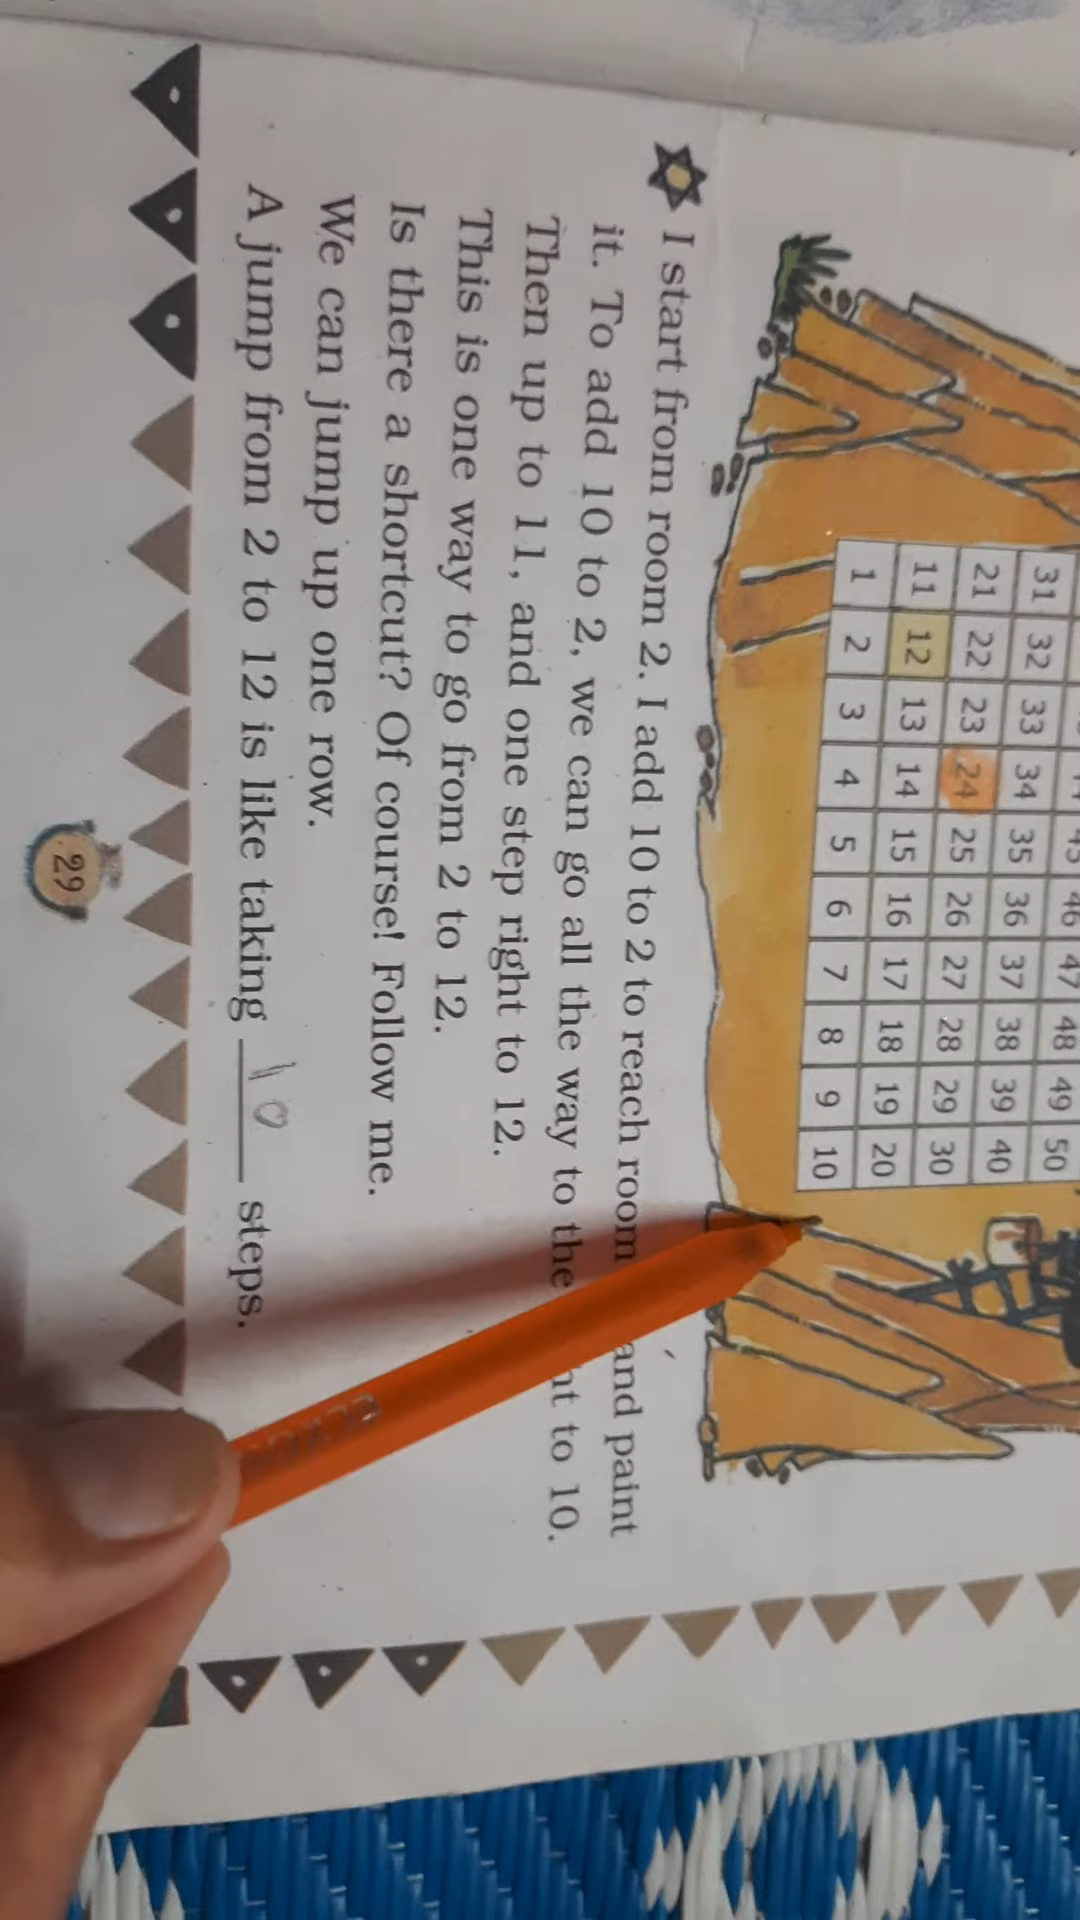 31 32 33 34 35 36 37 38 39 40
21 22 23 24 25 26 27 28 29 30
11 12 13 14 15 16 17 18 19 20
1 2 3 4 5 6 7 8 9 10
I start from room 2. I add 10 to 2 to reach room and paint
it. To add 10 to 2, we can go all the way to the to 10.
Then up to 11, and one step right to 12.
This is one way to go from 2 to 12.
Is there a shortcut? Of course! Follow me.
We can jump up one row.
A jump from 2 to 12 is like taking 10 steps.
29